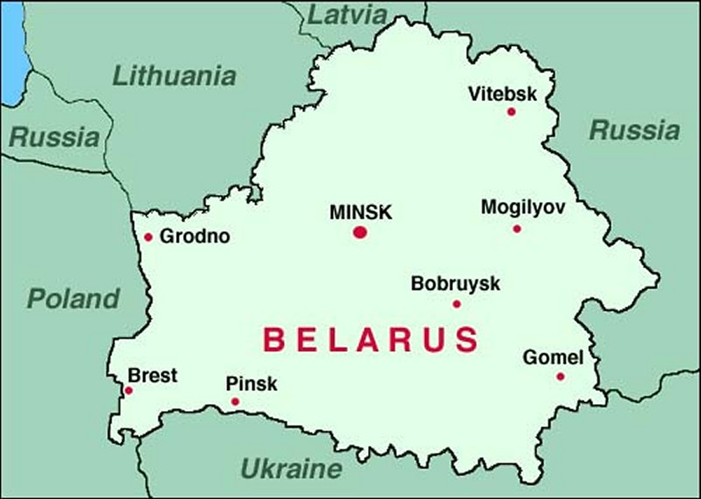 Latvia
Lithuania
Vitebsk
Russia
Russia
MINSK
Mogilyov
Grodno
Bobruysk
Poland
BELARUS
Gomel
Brest
Pinsk
Ukraine